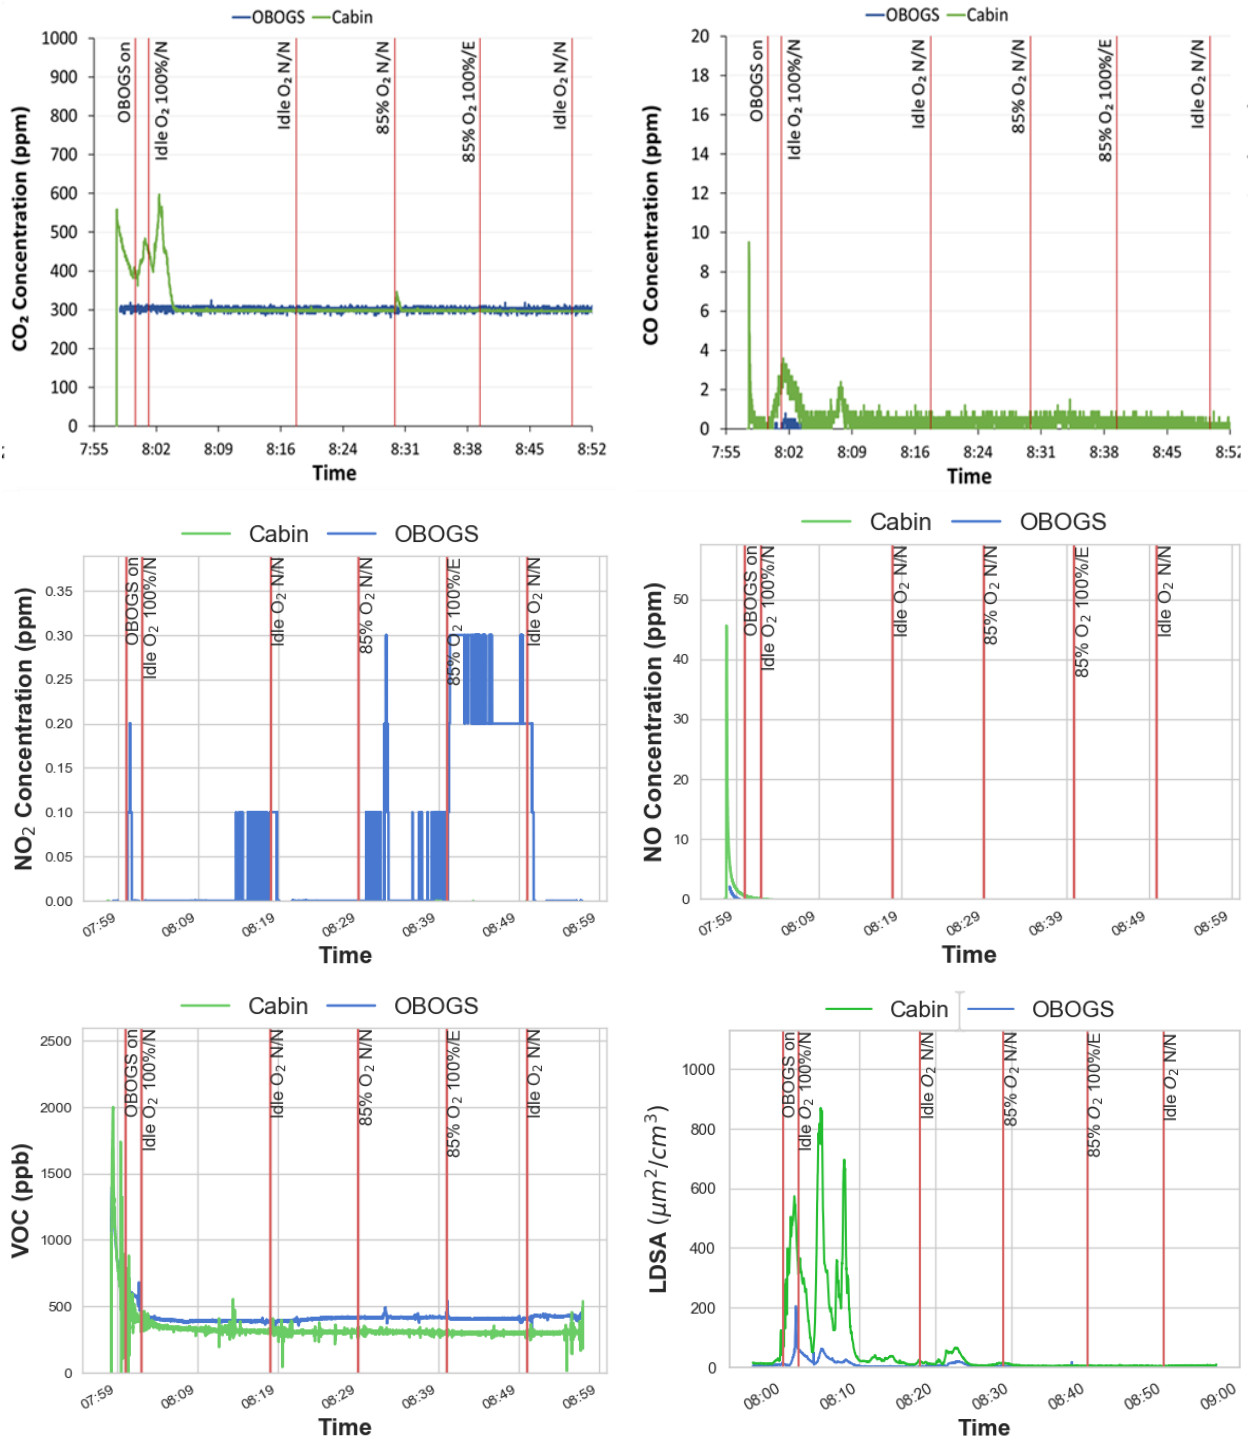 OBOGS Cabin
CO₂ Concentration (ppm)
1000
900
800
700
600
500
400
300
200
100
0
OBOGS on
Idle O₂ 100%/N
Idle O₂ N/N
85% O₂ N/N
85% O₂ 100%/E
Idle O₂ N/N
7:55 8:02 8:09 8:16 8:24 8:31 8:38 8:45 8:52
Time
OBOGS Cabin
CO Concentration (ppm)
20
18
16
14
12
10
8
6
4
2
0
OBOGS on
Idle O₂ 100%/N
Idle O₂ N/N
85% O₂ N/N
85% O₂ 100%/E
Idle O₂ N/N
7:55 8:02 8:09 8:16 8:24 8:31 8:38 8:45 8:52
Time
Cabin OBOGS
NO₂ Concentration (ppm)
0.35
0.30
0.25
0.20
0.15
0.10
0.05
0.00
OBOGS on
Idle O₂ 100%/N
Idle O₂ N/N
85% O₂ N/N
85% O₂ 100%/E
Idle O₂ N/N
07:59 08:09 08:19 08:29 08:39 08:49 08:59
Time
Cabin OBOGS
NO Concentration (ppm)
50
40
30
20
10
0
OBOGS on
Idle O₂ 100%/N
Idle O₂ N/N
85% O₂ N/N
85% O₂ 100%/E
Idle O₂ N/N
07:59 08:09 08:19 08:29 08:39 08:49 08:59
Time
Cabin OBOGS
VOC (ppb)
2500
2000
1500
1000
500
0
OBOGS on
Idle O₂ 100%/N
Idle O₂ N/N
85% O₂ N/N
85% O₂ 100%/E
Idle O₂ N/N
07:59 08:09 08:19 08:29 08:39 08:49 08:59
Time
Cabin OBOGS
LDSA (μm²/cm³)
1000
800
600
400
200
0
OBOGS on
Idle O₂ 100%/N
Idle O₂ N/N
85% O₂ N/N
85% O₂ 100%/E
Idle O₂ N/N
08:00 08:10 08:20 08:30 08:40 08:50 09:00
Time